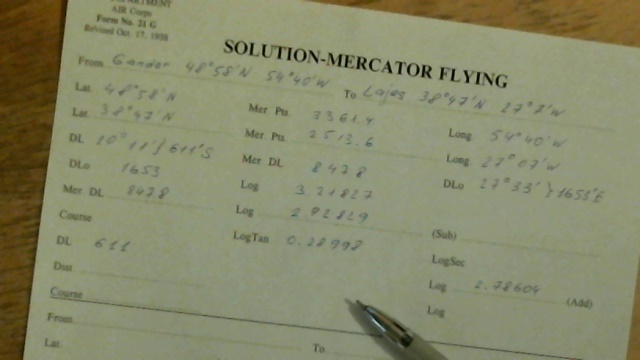 DEPARTMENT
AIR Corps
Form No. 21 G
Revised Oct. 17, 1938
SOLUTION-MERCATOR FLYING
From Gander 48°58'N 54°40'W To Lajes 38°47'N 27°7'W
Lat. 48°58'N Mer Pts. 3361.4 Long 54°40'W
Lat. 38°47'N Mer Pts. 2513.6 Long 27°07'W
DL 10°11'} 611'S Mer DL 847.8 DLo 27°33'} 1653'E
DLo 1653 Log 3.21827
Mer DL 847.8 Log 2.92829 (Sub)
Course LogTan 0.28998 LogSec
DL 611 Log 2.78604 (Add)
Dist Log
Course
From To
Lat.